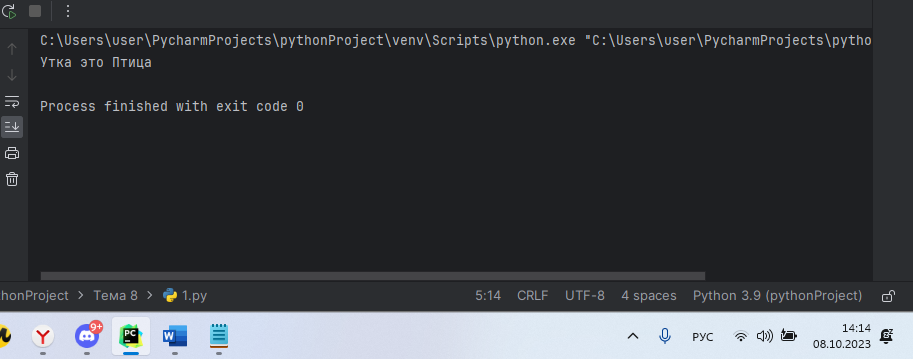 C:\Users\user\PycharmProjects\pythonProject\venv\Scripts\python.exe "C:\Users\user\PycharmProjects\pytho
Утка это Птица
Process finished with exit code 0
thonProject > Тема 8 > 1.py 5:14 CRLF UTF-8 4 spaces Python 3.9 (pythonProject)
9+ PC W РУС 14:14
08.10.2023